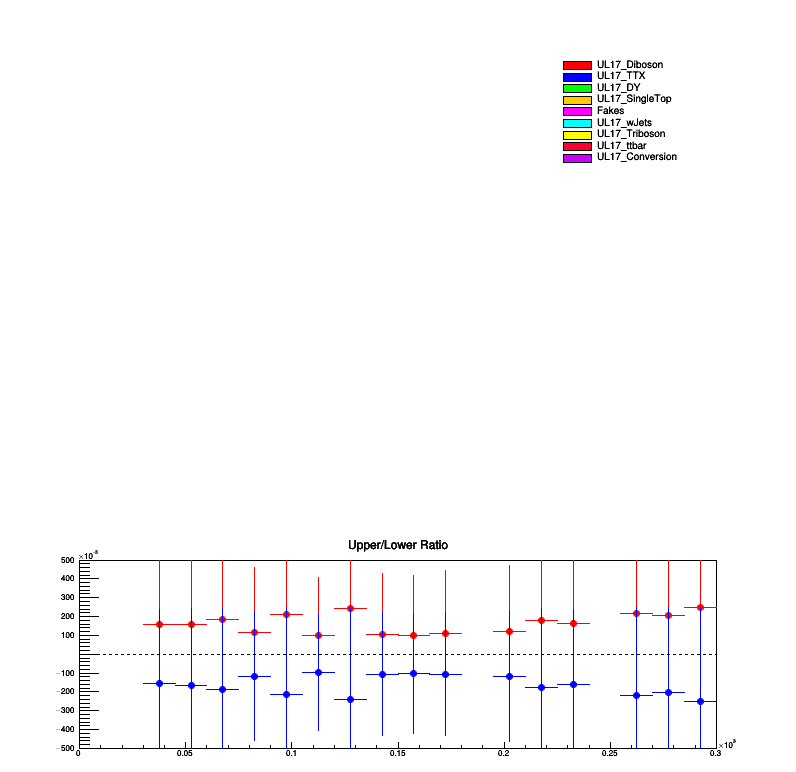 UL17_Diboson
UL17_TTX
UL17_DY
UL17_SingleTop
Fakes
UL17_wJets
UL17_Triboson
UL17_ttbar
UL17_Conversion
Upper/Lower Ratio
×10⁻³
500
400
300
200
100
−100
−200
−300
−400
−500
0 0.05 0.1 0.15 0.2 0.25 0.3
×10³